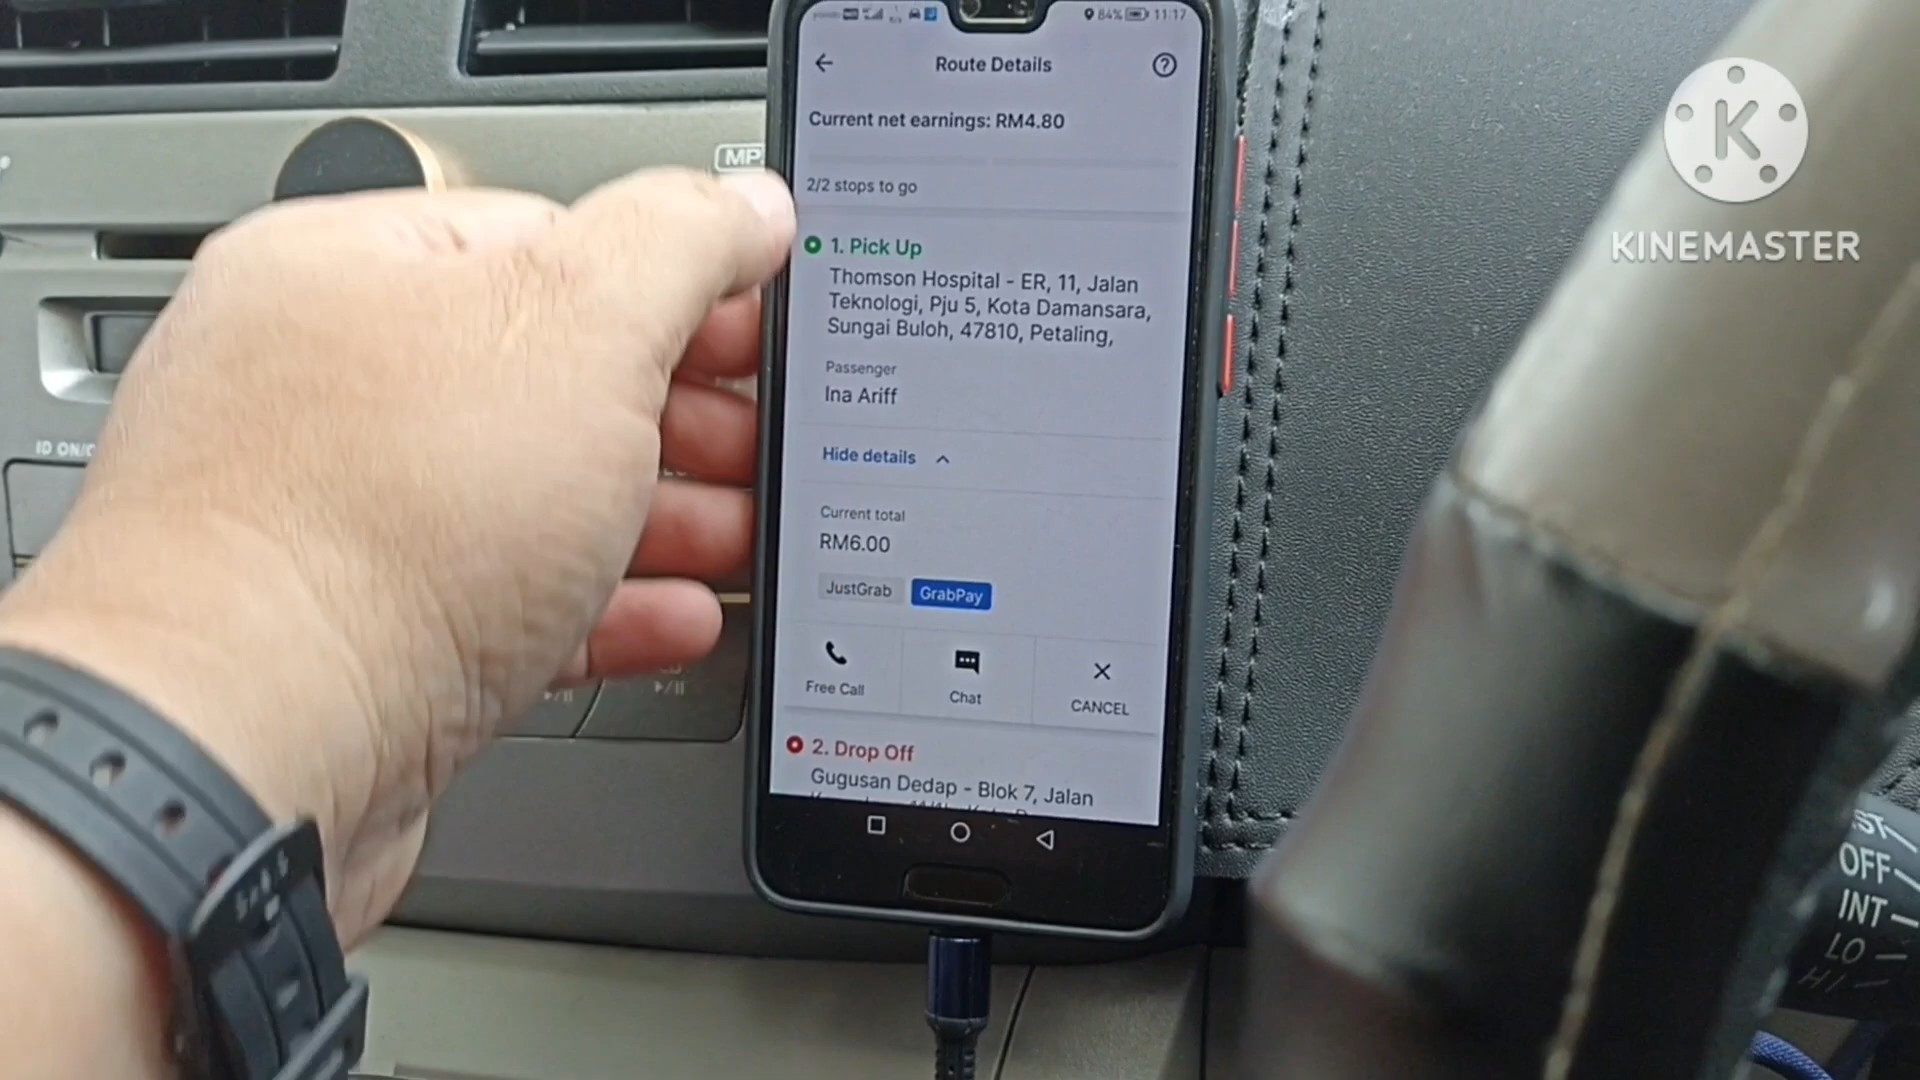 84% 11:17
Route Details
Current net earnings: RM4.80
2/2 stops to go
1. Pick Up
Thomson Hospital - ER, 11, Jalan
Teknologi, Pju 5, Kota Damansara,
Sungai Buloh, 47810, Petaling,
Passenger
Ina Ariff
Hide details
Current total
RM6.00
JustGrab GrabPay
Free Call Chat CANCEL
2. Drop Off
Gugusan Dedap - Blok 7, Jalan
K
KINEMASTER
MP
ID ON/
OFF
INT
LO
HI